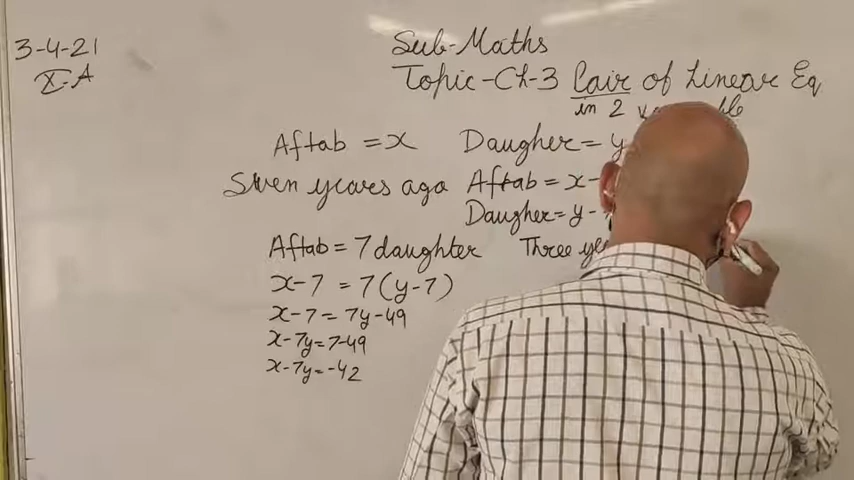 3-4-21
X-A
Sub-Maths
Topic-Ch-3 Pair of Linear Eq
in 2
Aftab = x Daugher = y
Seven years ago Aftab = x-
Daugher = y-
Aftab = 7 daughter Three
x-7 = 7(y-7)
x-7 = 7y-49
x-7y = 7-49
x-7y = -42